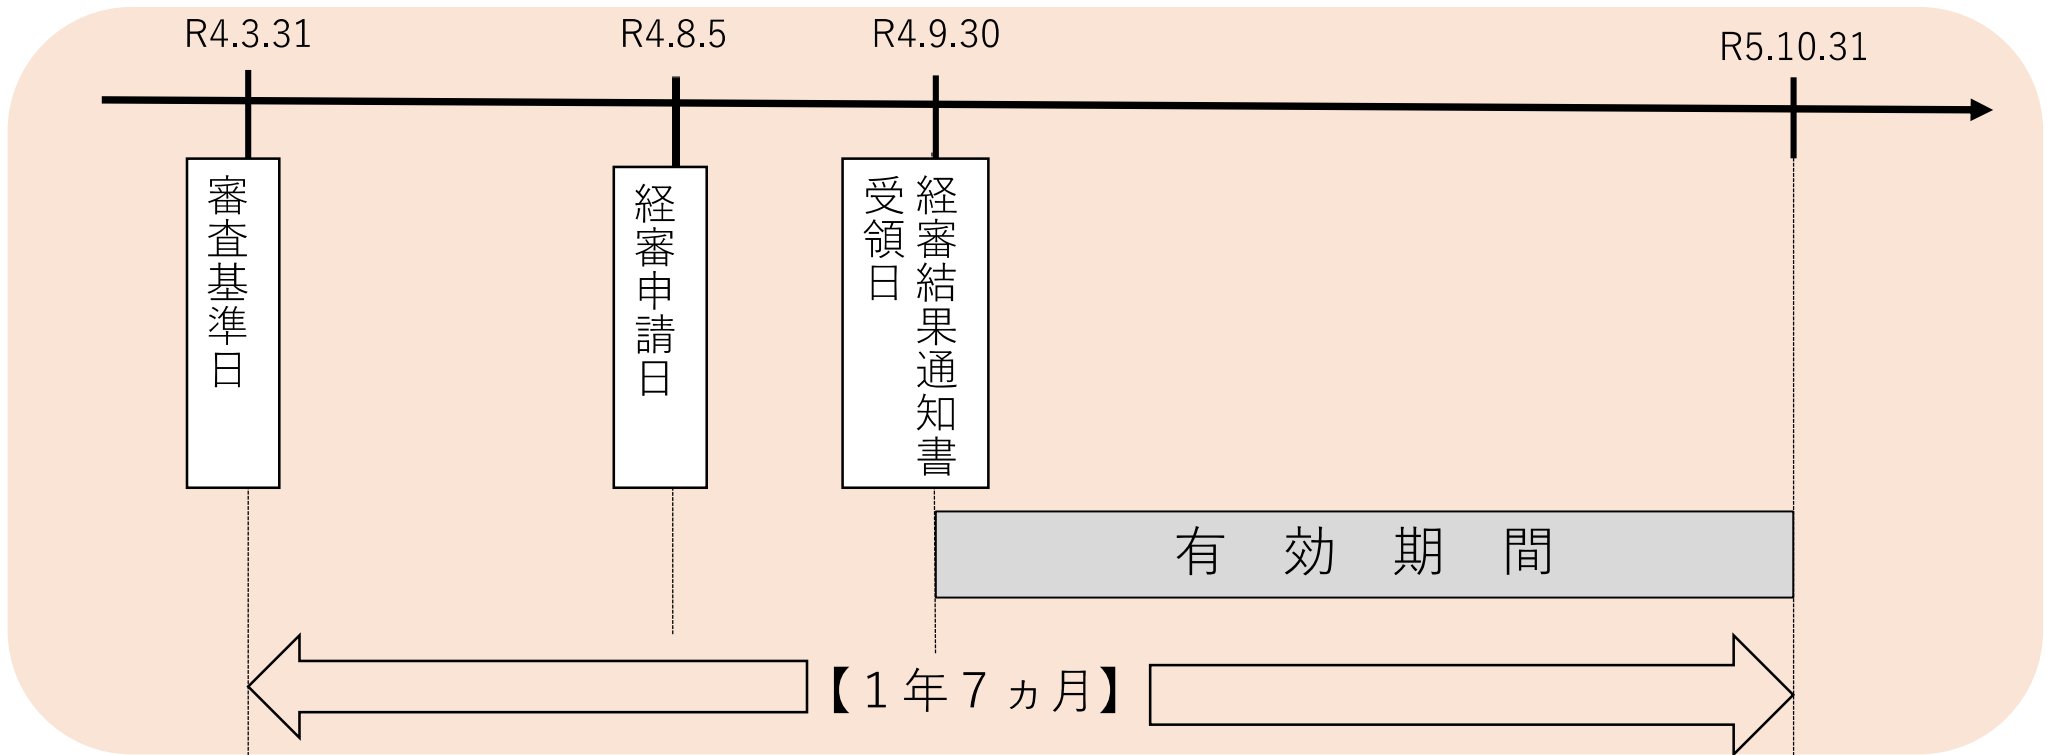 R4.3.31
R4.8.5
R4.9.30
R5.10.31
審査基準日
経審申請日
経審結果通知書
受領日
有 効 期 間
【１年７ヵ月】